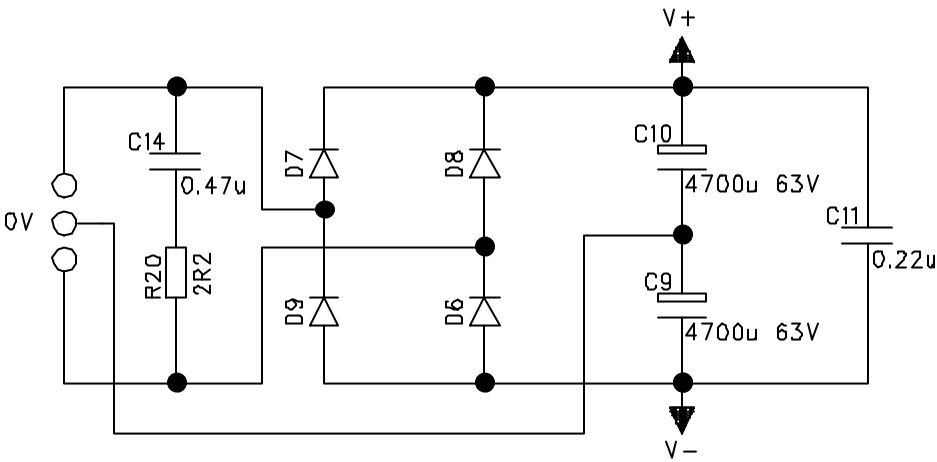 V+
C14
0.47u
D7
D8
C10
4700u 63V
0V
C11
0.22u
R20
2R2
D9
D6
C9
4700u 63V
V-